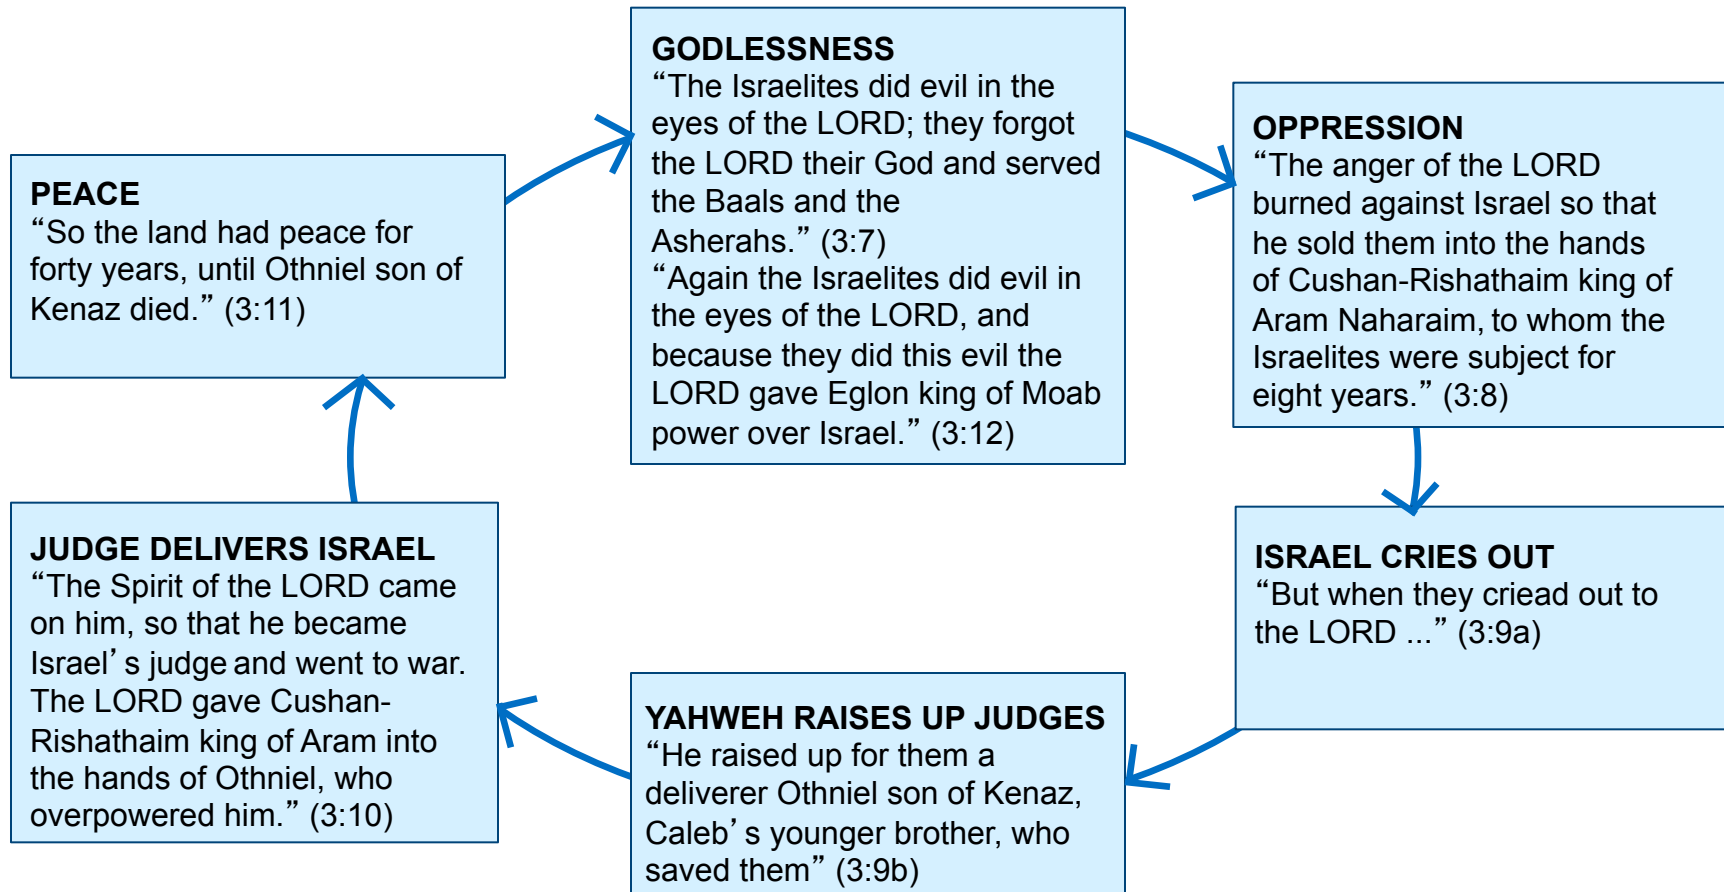 GODLESSNESS
“The Israelites did evil in the
eyes of the LORD; they forgot
the LORD their God and served
the Baals and the
Asherahs.” (3:7)
“Again the Israelites did evil in
the eyes of the LORD, and
because they did this evil the
LORD gave Eglon king of Moab
power over Israel.” (3:12)
OPPRESSION
“The anger of the LORD
burned against Israel so that
he sold them into the hands
of Cushan-Rishathaim king of
Aram Naharaim, to whom the
Israelites were subject for
eight years.” (3:8)
ISRAEL CRIES OUT
“But when they criead out to
the LORD ...” (3:9a)
YAHWEH RAISES UP JUDGES
“He raised up for them a
deliverer Othniel son of Kenaz,
Caleb’s younger brother, who
saved them” (3:9b)
JUDGE DELIVERS ISRAEL
“The Spirit of the LORD came
on him, so that he became
Israel’s judge and went to war.
The LORD gave Cushan-
Rishathaim king of Aram into
the hands of Othniel, who
overpowered him.” (3:10)
PEACE
“So the land had peace for
forty years, until Othniel son of
Kenaz died.” (3:11)